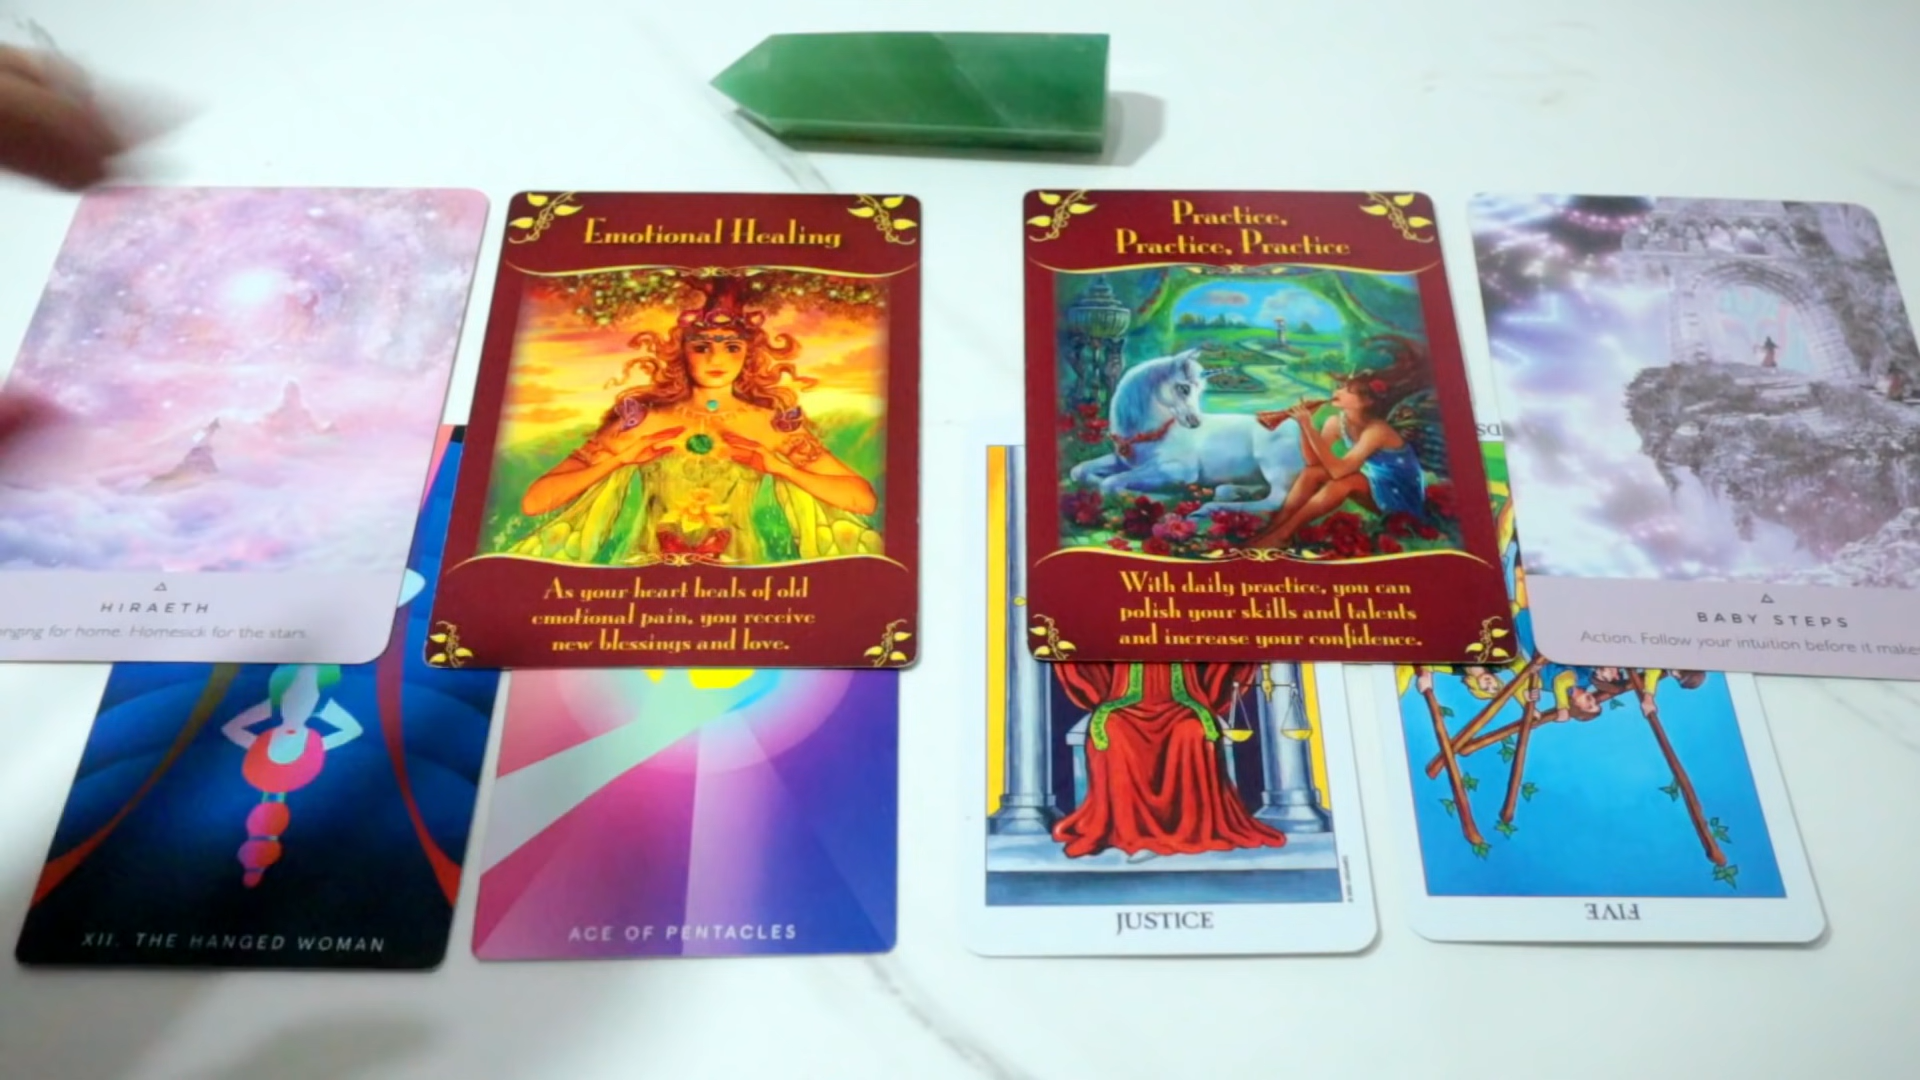 Emotional Healing
As your heart heals of old
emotional pain, you receive
new blessings and love.
Practice,
Practice, Practice
With daily practice, you can
polish your skills and talents
and increase your confidence.
HIRAETH
for home. Homesick for the stars
BABY STEPS
Action. Follow your intuition before it
XII. THE HANGED WOMAN
ACE OF PENTACLES
JUSTICE
FIVE